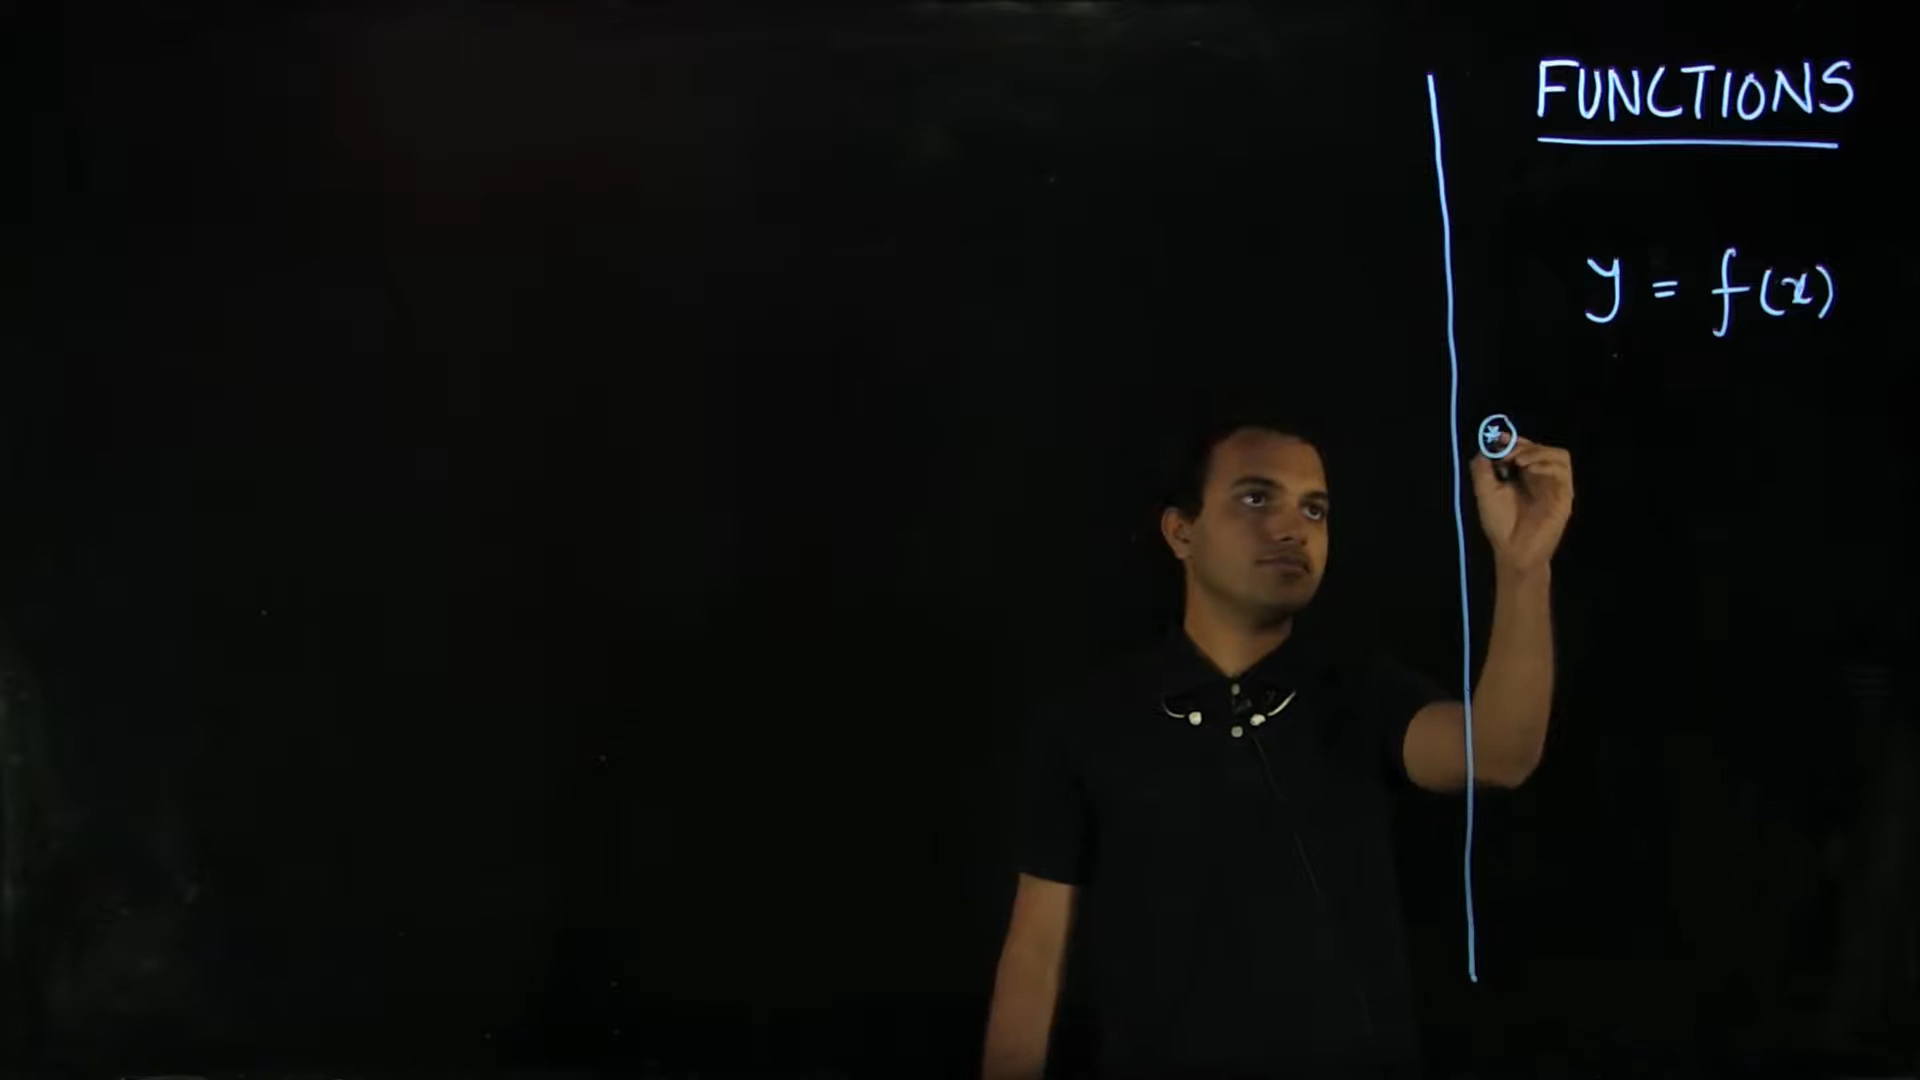 FUNCTIONS
y = f(x)
*